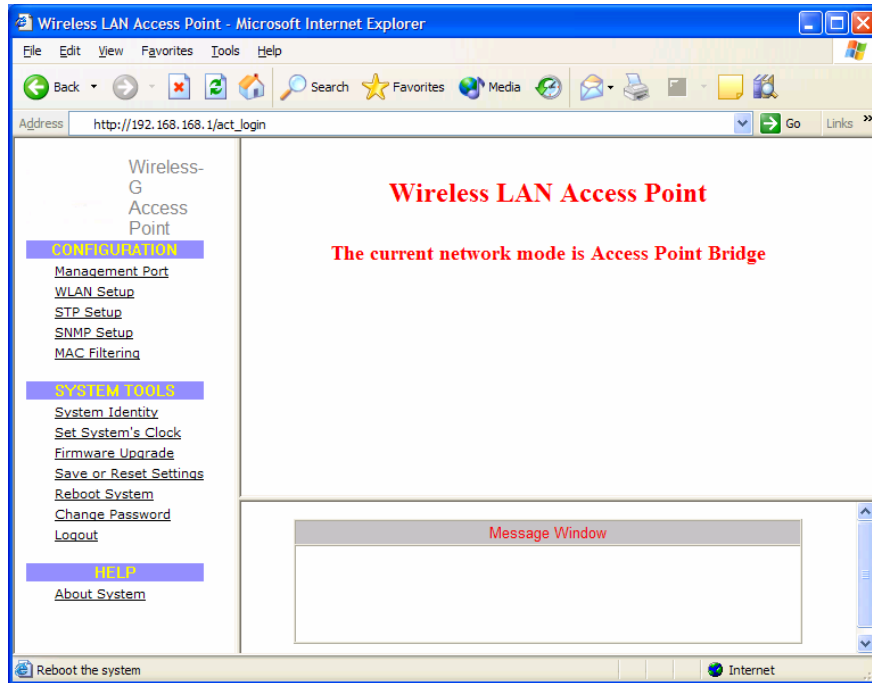 Wireless LAN Access Point - Microsoft Internet Explorer
File Edit View Favorites Tools Help
Back Search Favorites Media
Address http://192.168.168.1/act_login Go Links »
Wireless-
G
Access
Point
CONFIGURATION
Management Port
WLAN Setup
STP Setup
SNMP Setup
MAC Filtering
SYSTEM TOOLS
System Identity
Set System's Clock
Firmware Upgrade
Save or Reset Settings
Reboot System
Change Password
Logout
HELP
About System
Wireless LAN Access Point
The current network mode is Access Point Bridge
Message Window
Reboot the system Internet